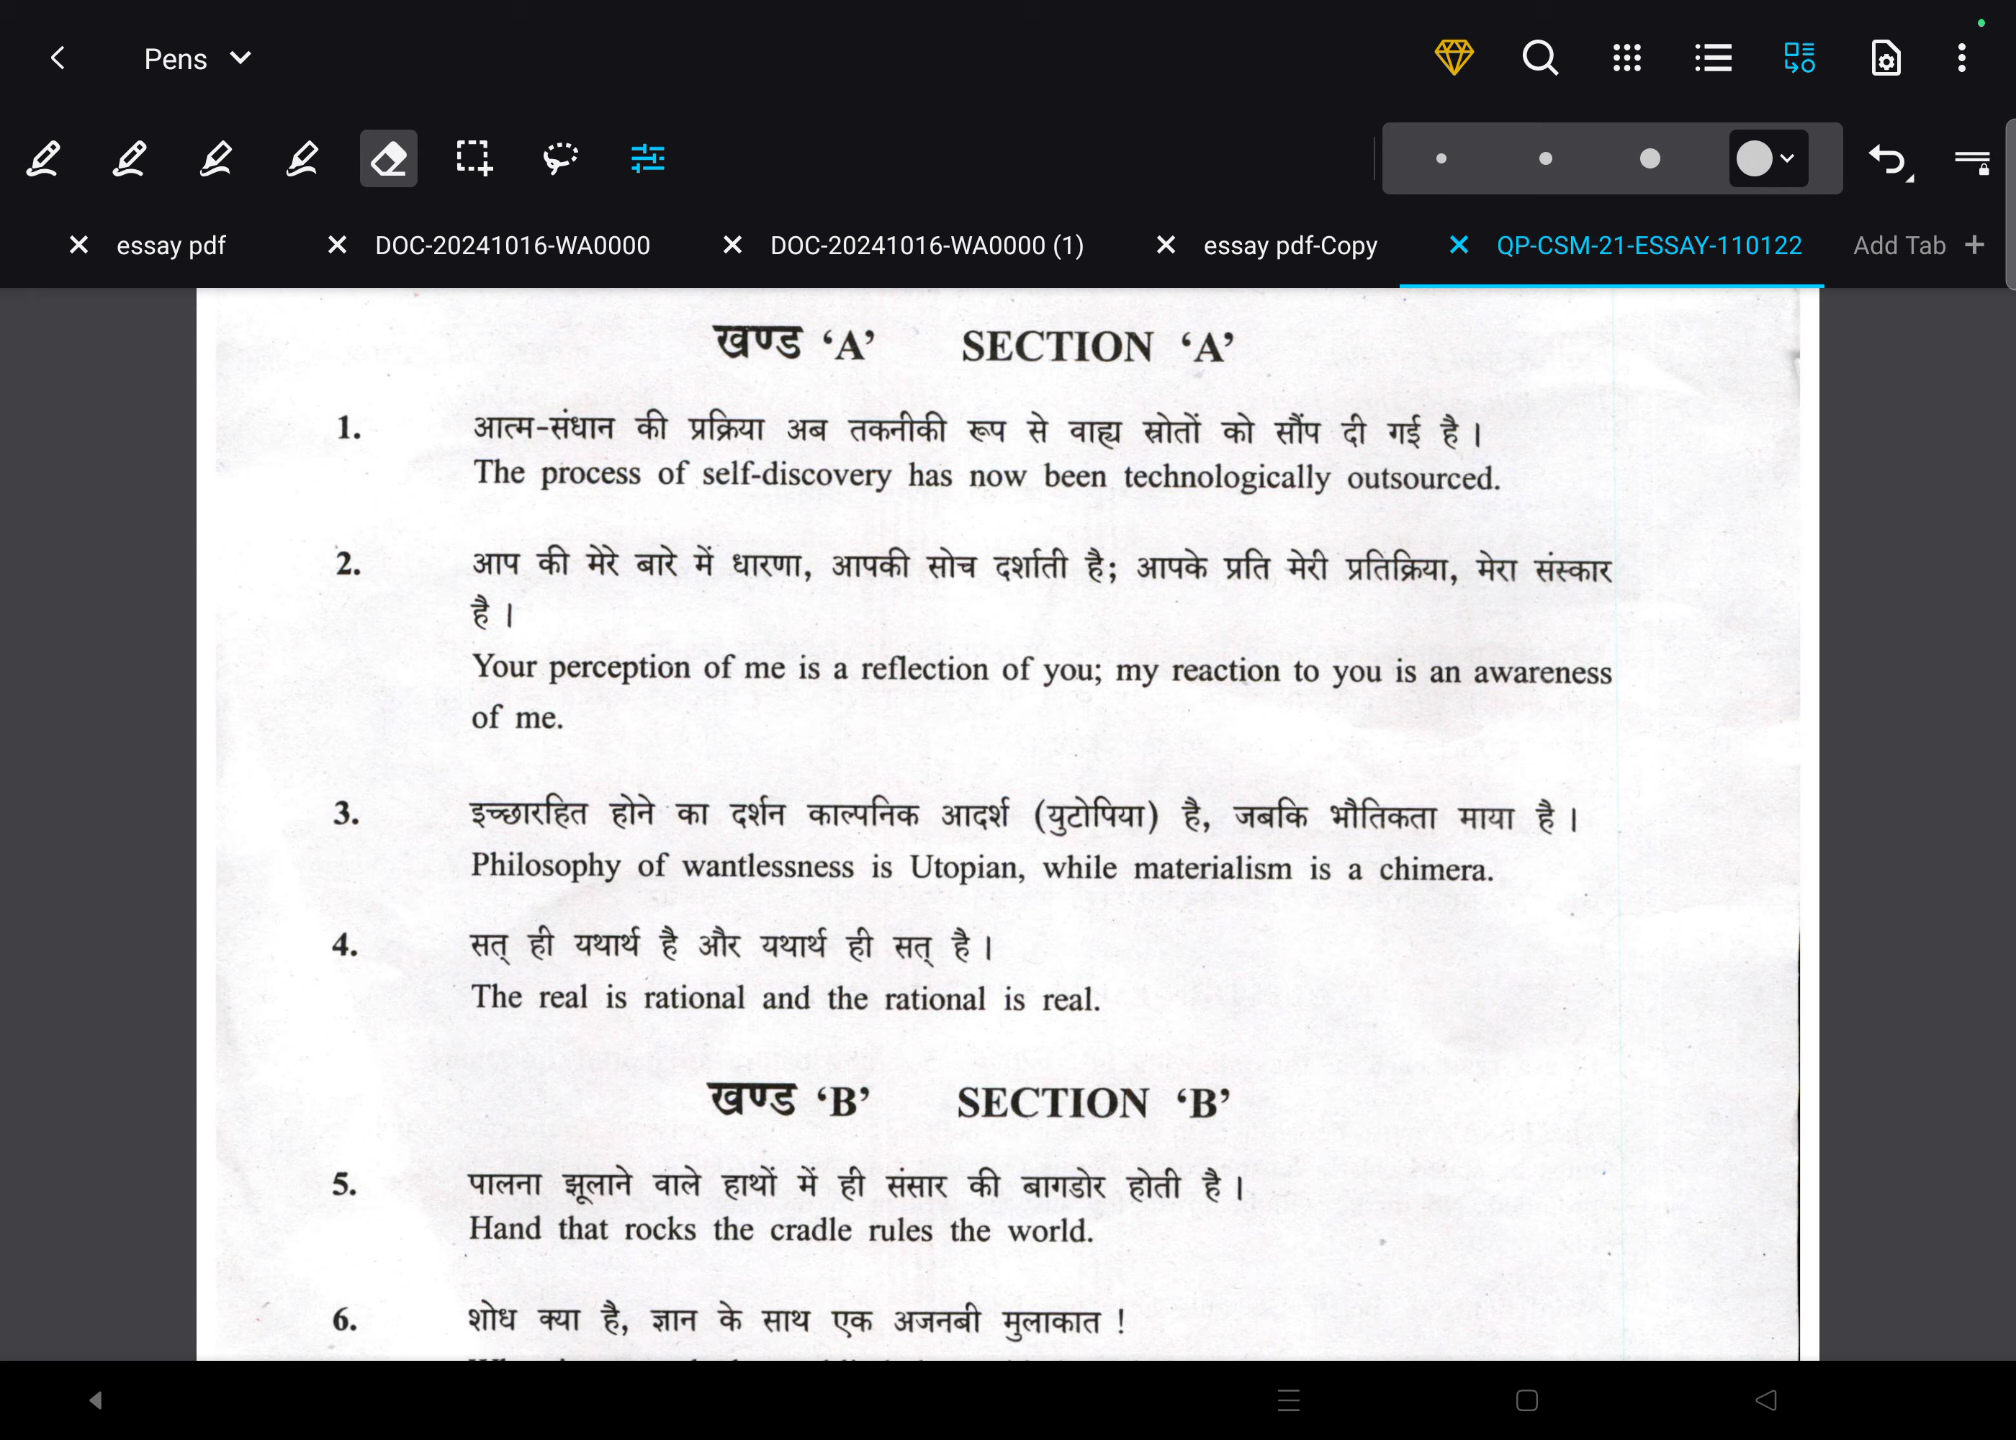 Pens
essay pdf
DOC-20241016-WA0000
DOC-20241016-WA0000 (1)
essay pdf-Copy
QP-CSM-21-ESSAY-110122
Add Tab +
खण्ड ‘A’ SECTION ‘A’
1. आत्म-संधान की प्रक्रिया अब तकनीकी रूप से वाह्य स्रोतों को सौंप दी गई है ।
The process of self-discovery has now been technologically outsourced.
2. आप की मेरे बारे में धारणा, आपकी सोच दर्शाती है; आपके प्रति मेरी प्रतिक्रिया, मेरा संस्कार
है ।
Your perception of me is a reflection of you; my reaction to you is an awareness
of me.
3. इच्छारहित होने का दर्शन काल्पनिक आदर्श (युटोपिया) है, जबकि भौतिकता माया है ।
Philosophy of wantlessness is Utopian, while materialism is a chimera.
4. सत् ही यथार्थ है और यथार्थ ही सत् है ।
The real is rational and the rational is real.
खण्ड ‘B’ SECTION ‘B’
5. पालना झूलाने वाले हाथों में ही संसार की बागडोर होती है ।
Hand that rocks the cradle rules the world.
6. शोध क्या है, ज्ञान के साथ एक अजनबी मुलाकात !